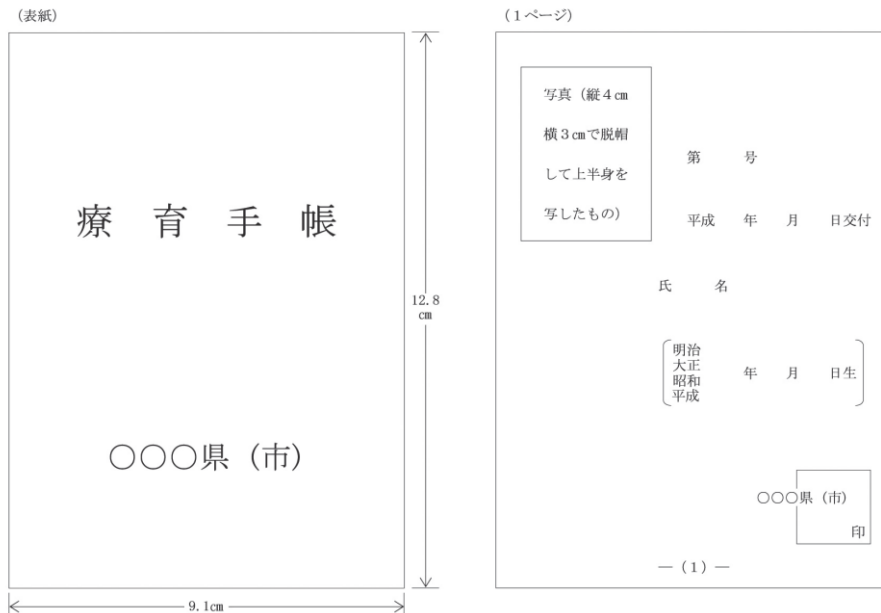 (表紙)
療　育　手　帳
○○○県（市）
12.8
cm
9.1cm
(1ページ)
写真（縦4cm
横3cmで脱帽
して上半身を
写したもの）
第　　　号
平成　　年　　月　　日交付
氏　　　名
明治
大正
昭和
平成
年　　月　　日生
○○○県（市）
印
―(1)―